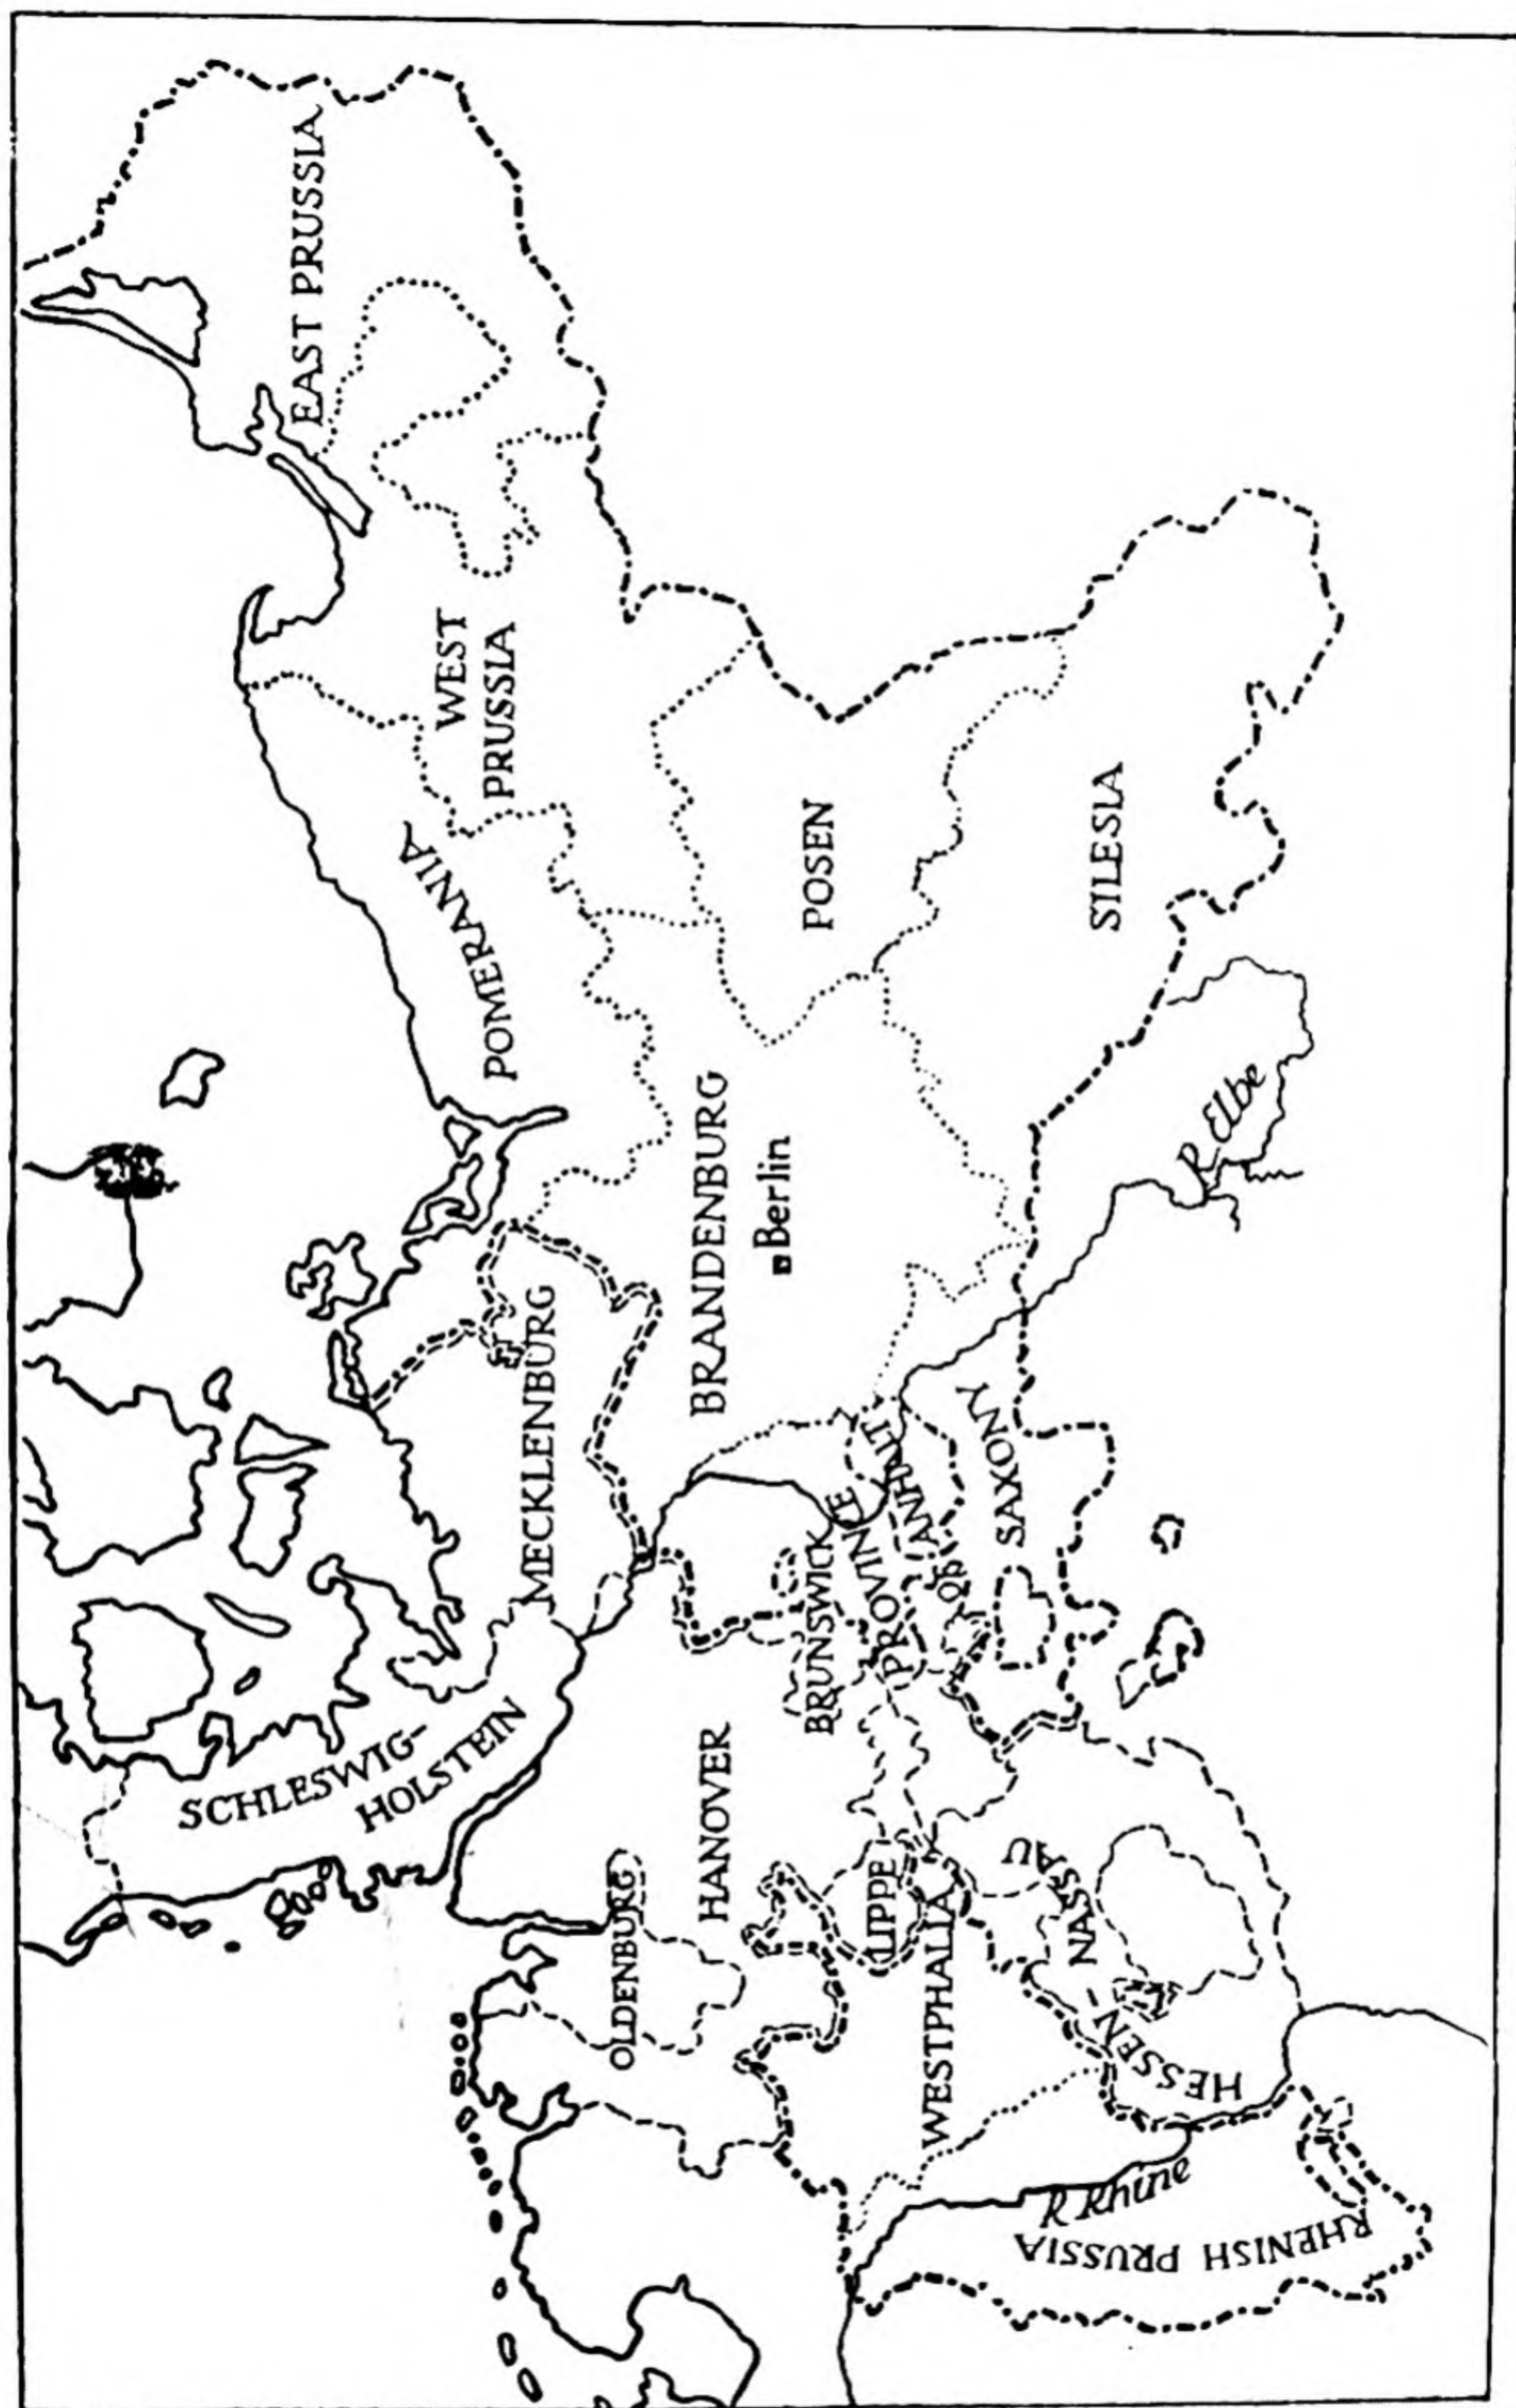 EAST PRUSSIA
WEST
PRUSSIA
POMERANIA
POSEN
SILESIA
BRANDENBURG
Berlin
MECKLENBURG
R. Elbe
SCHLESWIG-
HOLSTEIN
HANOVER
OLDENBURG
BRUNSWICK
PROVINCE
OF
SAXONY
ANHALT
LIPPE
WESTPHALIA
HESSEN-NASSAU
R Rhine
RHENISH PRUSSIA